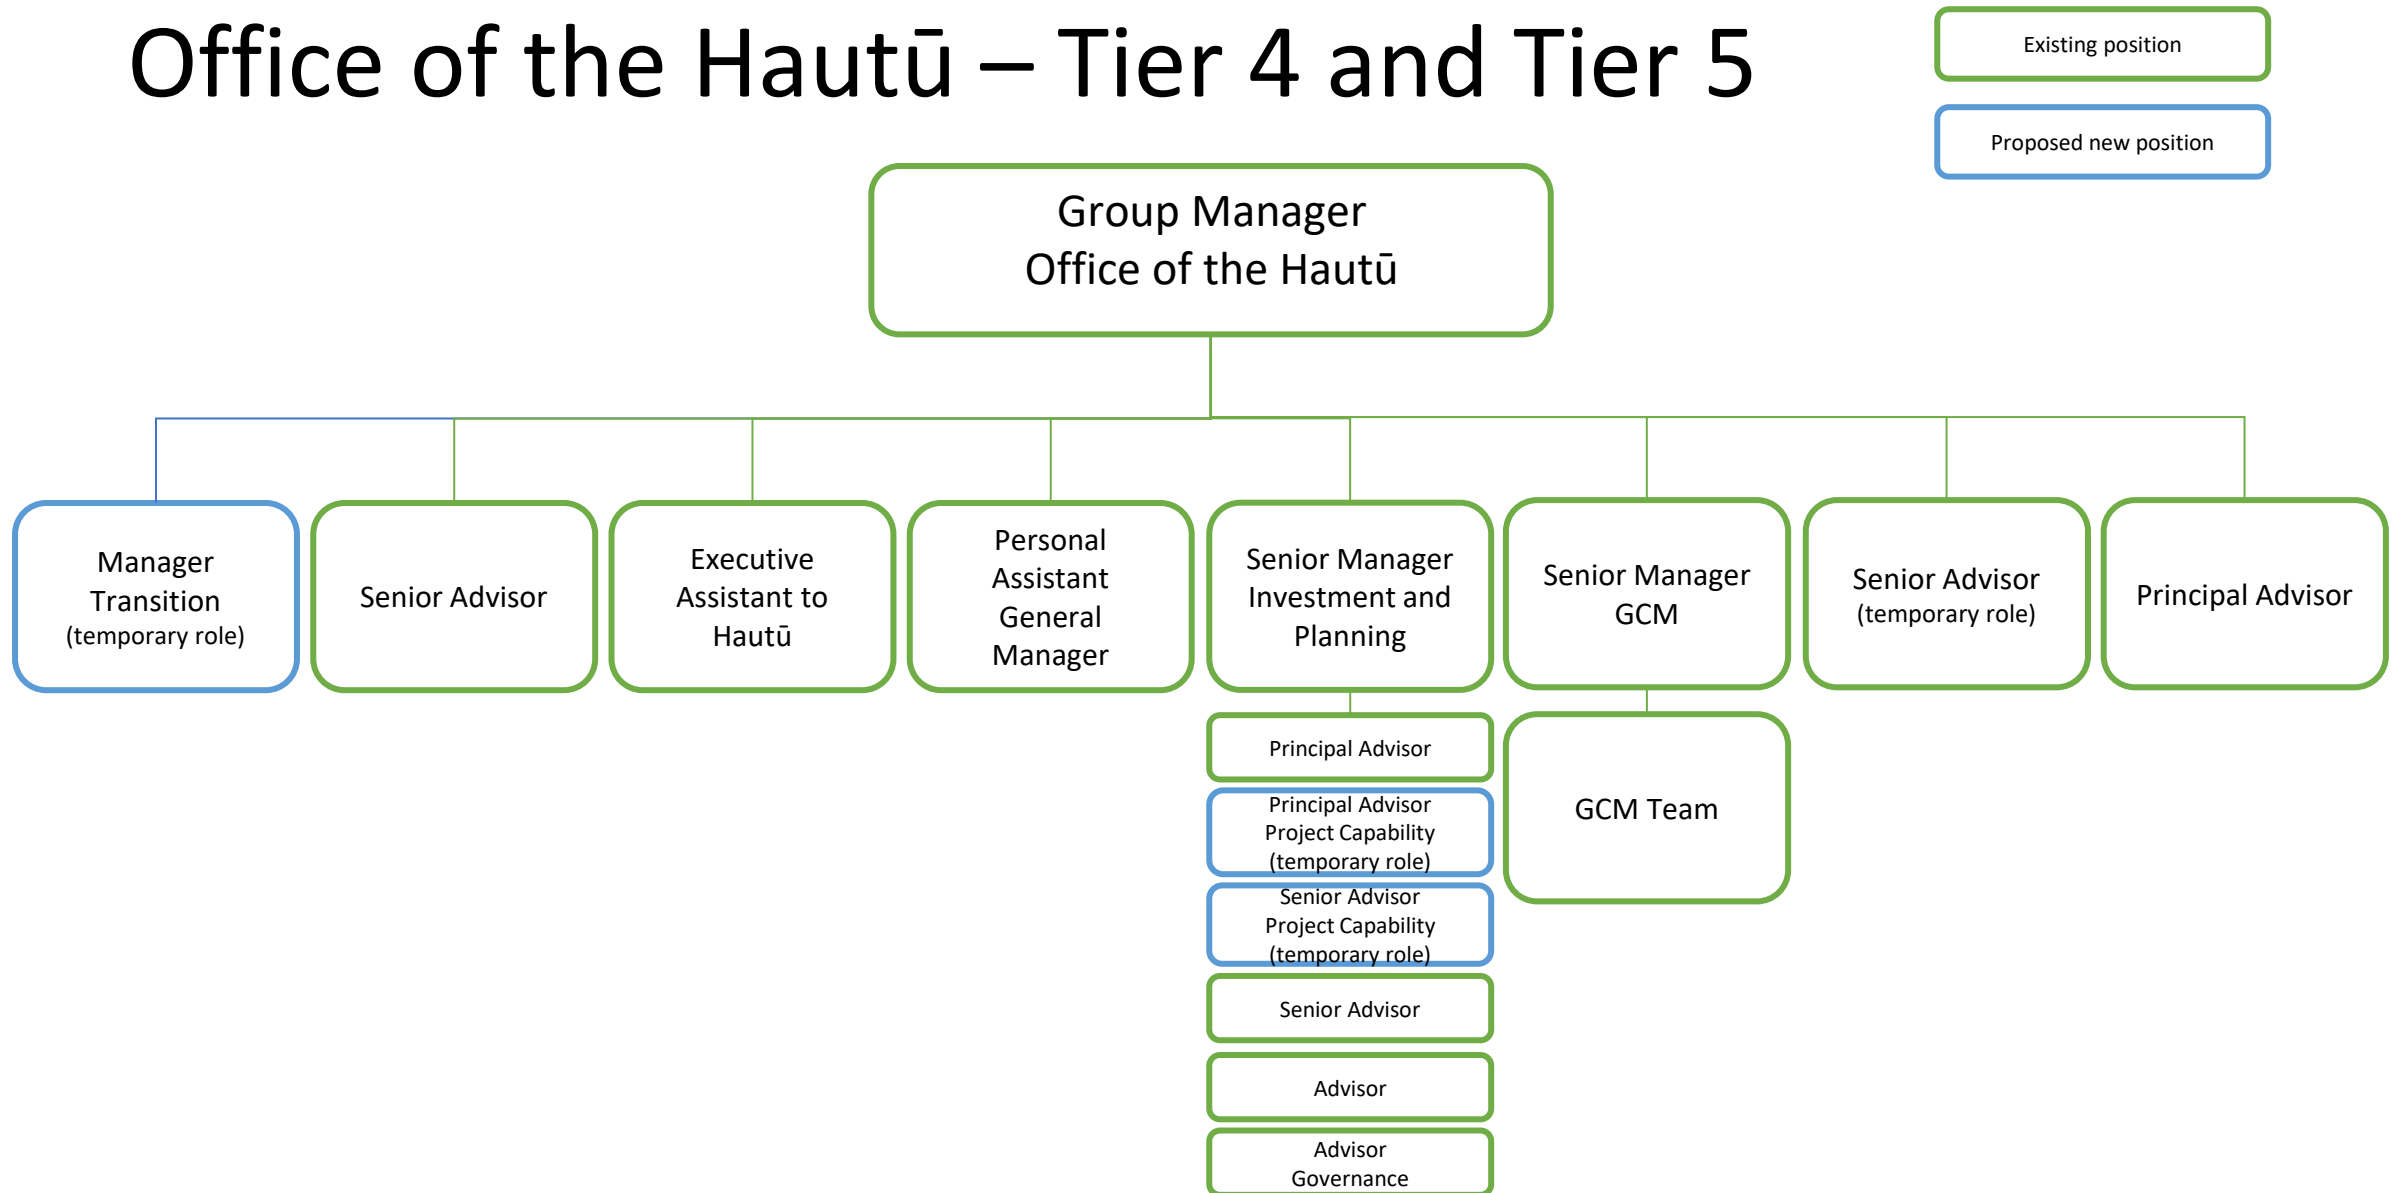 Office of the Hautū – Tier 4 and Tier 5
Existing position
Proposed new position
Group Manager
Office of the Hautū
Manager
Transition
(temporary role)
Senior Advisor
Executive
Assistant to
Hautū
Personal
Assistant
General
Manager
Senior Manager
Investment and
Planning
Senior Manager
GCM
Senior Advisor
(temporary role)
Principal Advisor
Principal Advisor
Principal Advisor
Project Capability
(temporary role)
Senior Advisor
Project Capability
(temporary role)
Senior Advisor
Advisor
Advisor
Governance
GCM Team